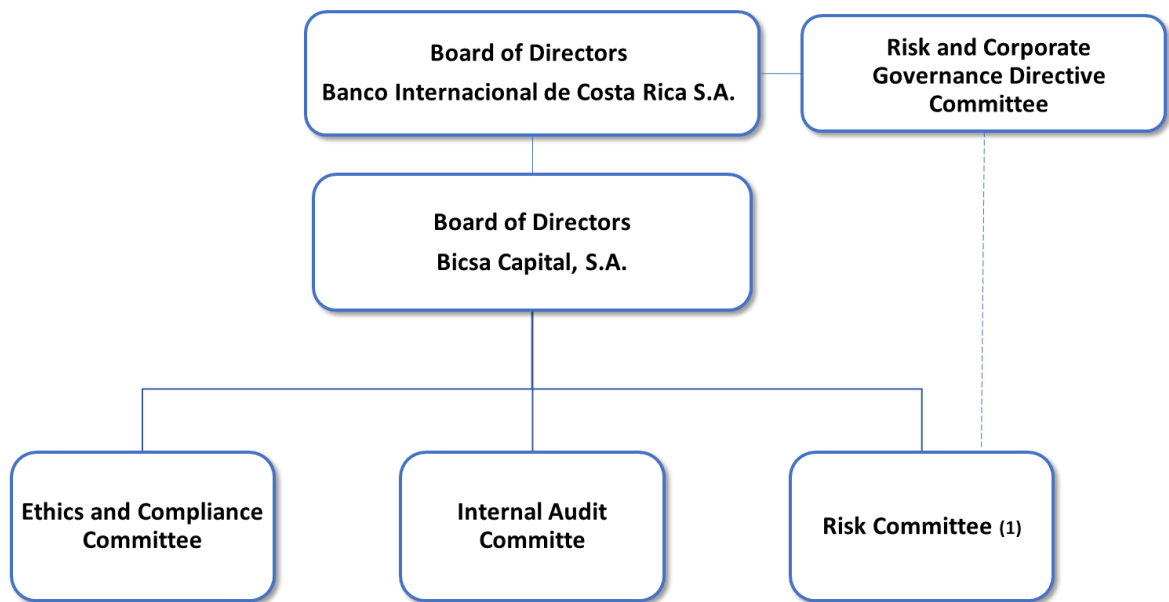 Board of Directors
Banco Internacional de Costa Rica S.A.
Risk and Corporate
Governance Directive
Committee
Board of Directors
Bicsa Capital, S.A.
Ethics and Compliance
Committee
Internal Audit
Committe
Risk Committee (1)